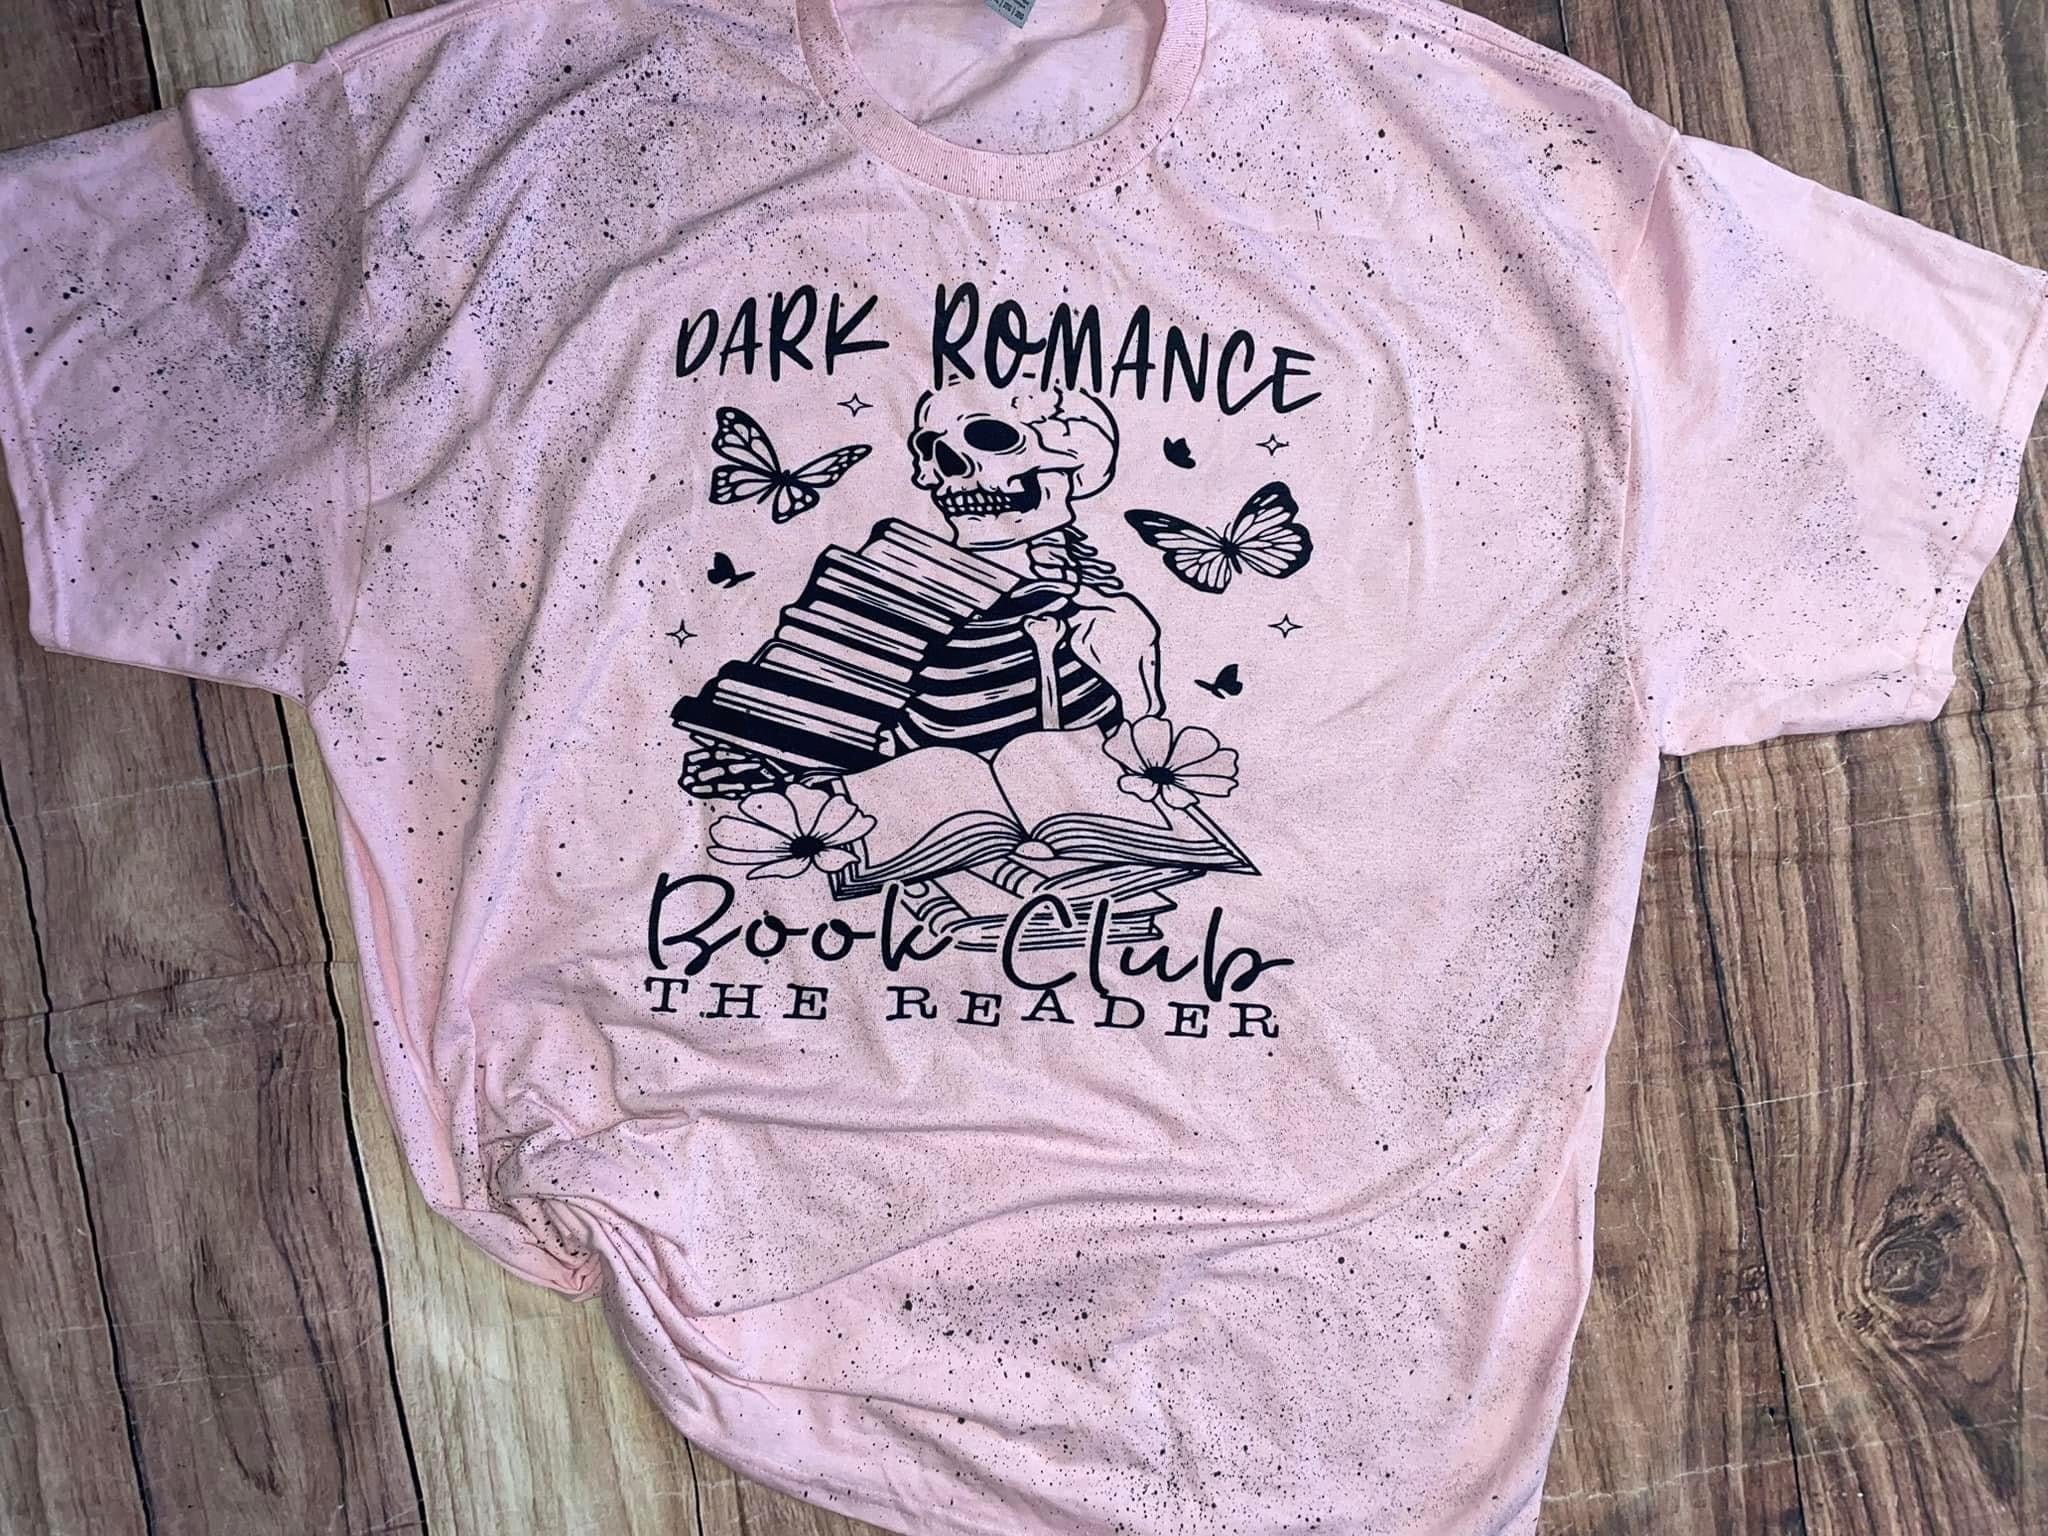 DARK ROMANCE
Book Club
THE READER